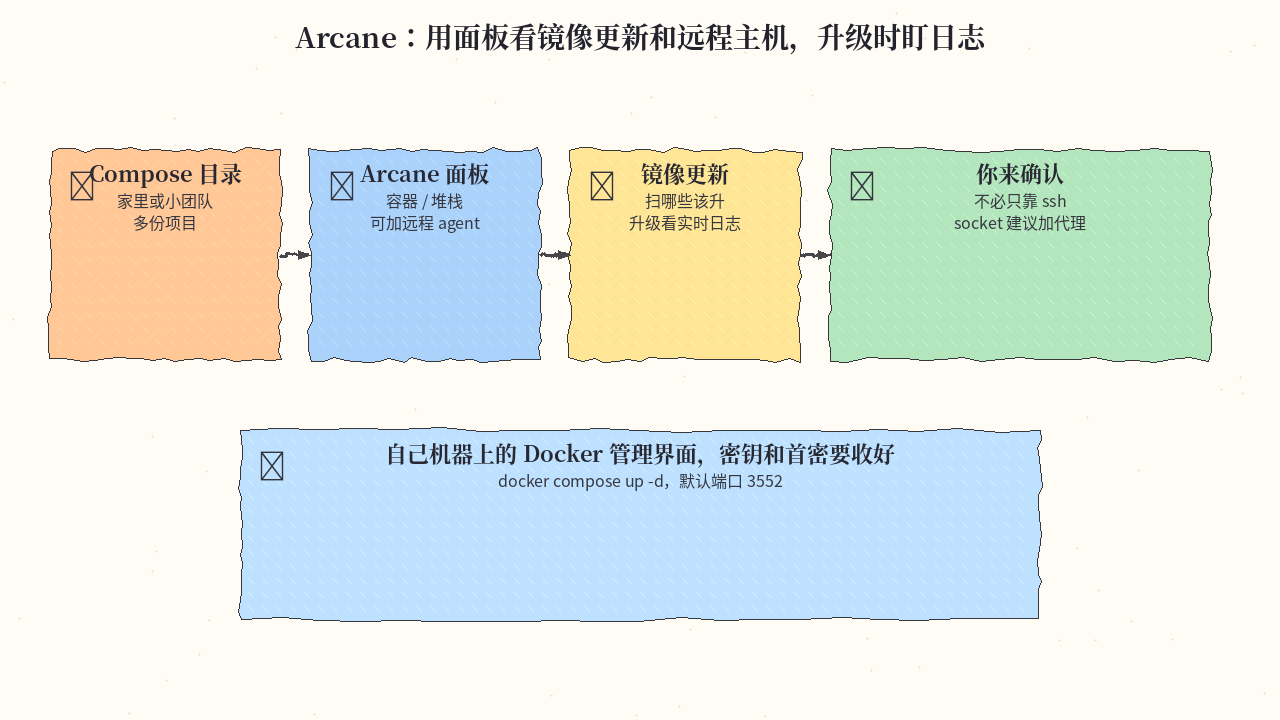 Arcane：用面板看镜像更新和远程主机，升级时盯日志
Compose 目录
家里或小团队
多份项目
Arcane 面板
容器 / 堆栈
可加远程 agent
镜像更新
扫哪些该升
升级看实时日志
你来确认
不必只靠 ssh
socket 建议加代理
自己机器上的 Docker 管理界面，密钥和首密要收好
docker compose up -d，默认端口 3552